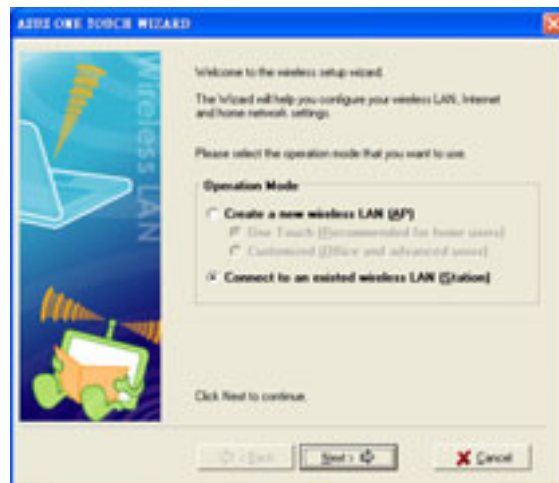 ASUS ONE TOUCH WIZARD
Wireless LAN
Welcome to the wireless setup wizard.
The Wizard will help you configure your wireless LAN, Internet
and home network settings.
Please select the operation mode that you want to use.
Operation Mode
Create a new wireless LAN (AP)
One Touch (Recommended for home users)
Customized (Office and advanced users)
Connect to an existed wireless LAN (Station)
Click Next to continue.
< Back
Next >
Cancel